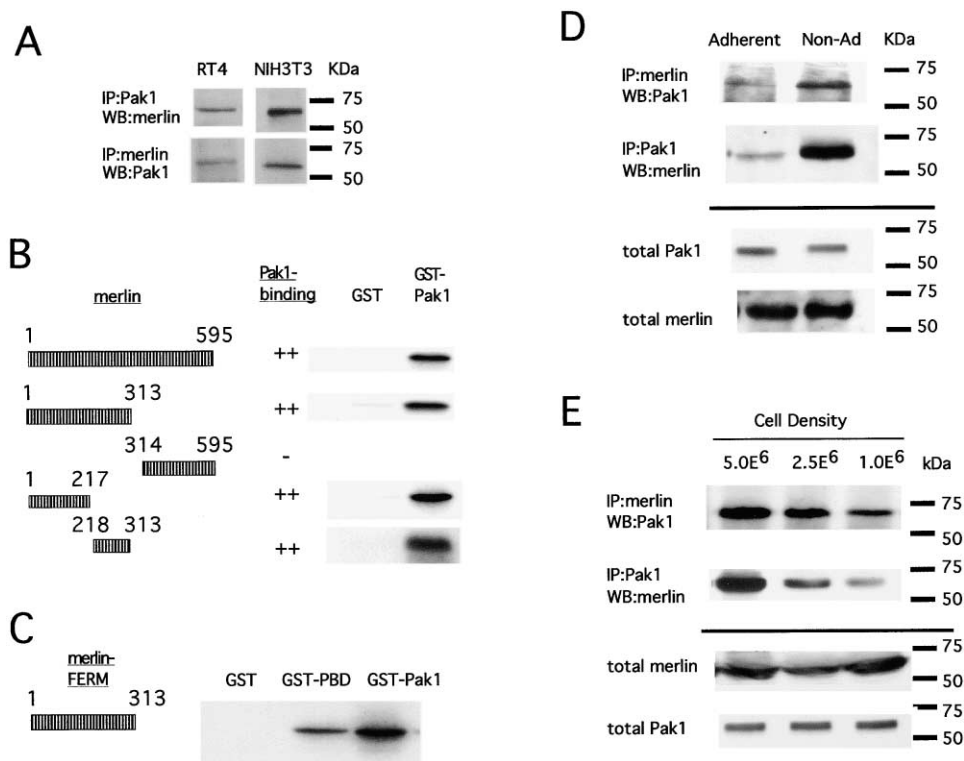 A
RT4 NIH3T3 KDa
IP:Pak1
WB:merlin
75
50
IP:merlin
WB:Pak1
75
50
B
merlin
Pak1-
binding
GST
GST-
Pak1
1 595
++
1 313
++
314 595
-
1 217
++
218 313
++
C
merlin-
FERM
1 313
GST GST-PBD GST-Pak1
D
Adherent Non-Ad KDa
IP:merlin
WB:Pak1
75
50
IP:Pak1
WB:merlin
75
50
total Pak1
75
50
total merlin
75
50
E
Cell Density
5.0E⁶ 2.5E⁶ 1.0E⁶ kDa
IP:merlin
WB:Pak1
75
50
IP:Pak1
WB:merlin
75
50
total merlin
75
50
total Pak1
75
50